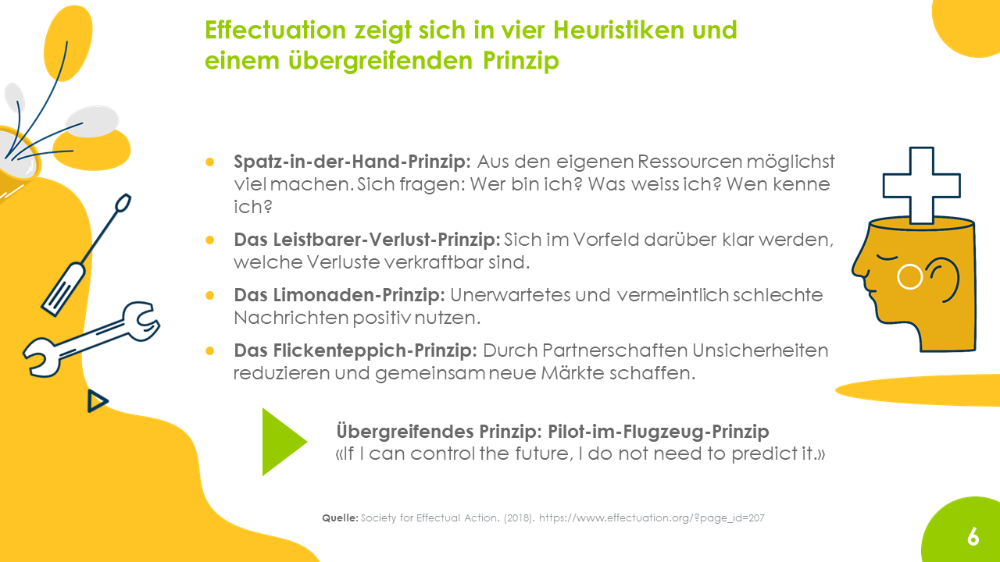 Effectuation zeigt sich in vier Heuristiken und
einem übergreifenden Prinzip
● Spatz-in-der-Hand-Prinzip: Aus den eigenen Ressourcen möglichst
viel machen. Sich fragen: Wer bin ich? Was weiss ich? Wen kenne
ich?
● Das Leistbarer-Verlust-Prinzip: Sich im Vorfeld darüber klar werden,
welche Verluste verkraftbar sind.
● Das Limonaden-Prinzip: Unerwartetes und vermeintlich schlechte
Nachrichten positiv nutzen.
● Das Flickenteppich-Prinzip: Durch Partnerschaften Unsicherheiten
reduzieren und gemeinsam neue Märkte schaffen.
Übergreifendes Prinzip: Pilot-im-Flugzeug-Prinzip
«If I can control the future, I do not need to predict it.»
Quelle: Society for Effectual Action. (2018). https://www.effectuation.org/?page_id=207
6